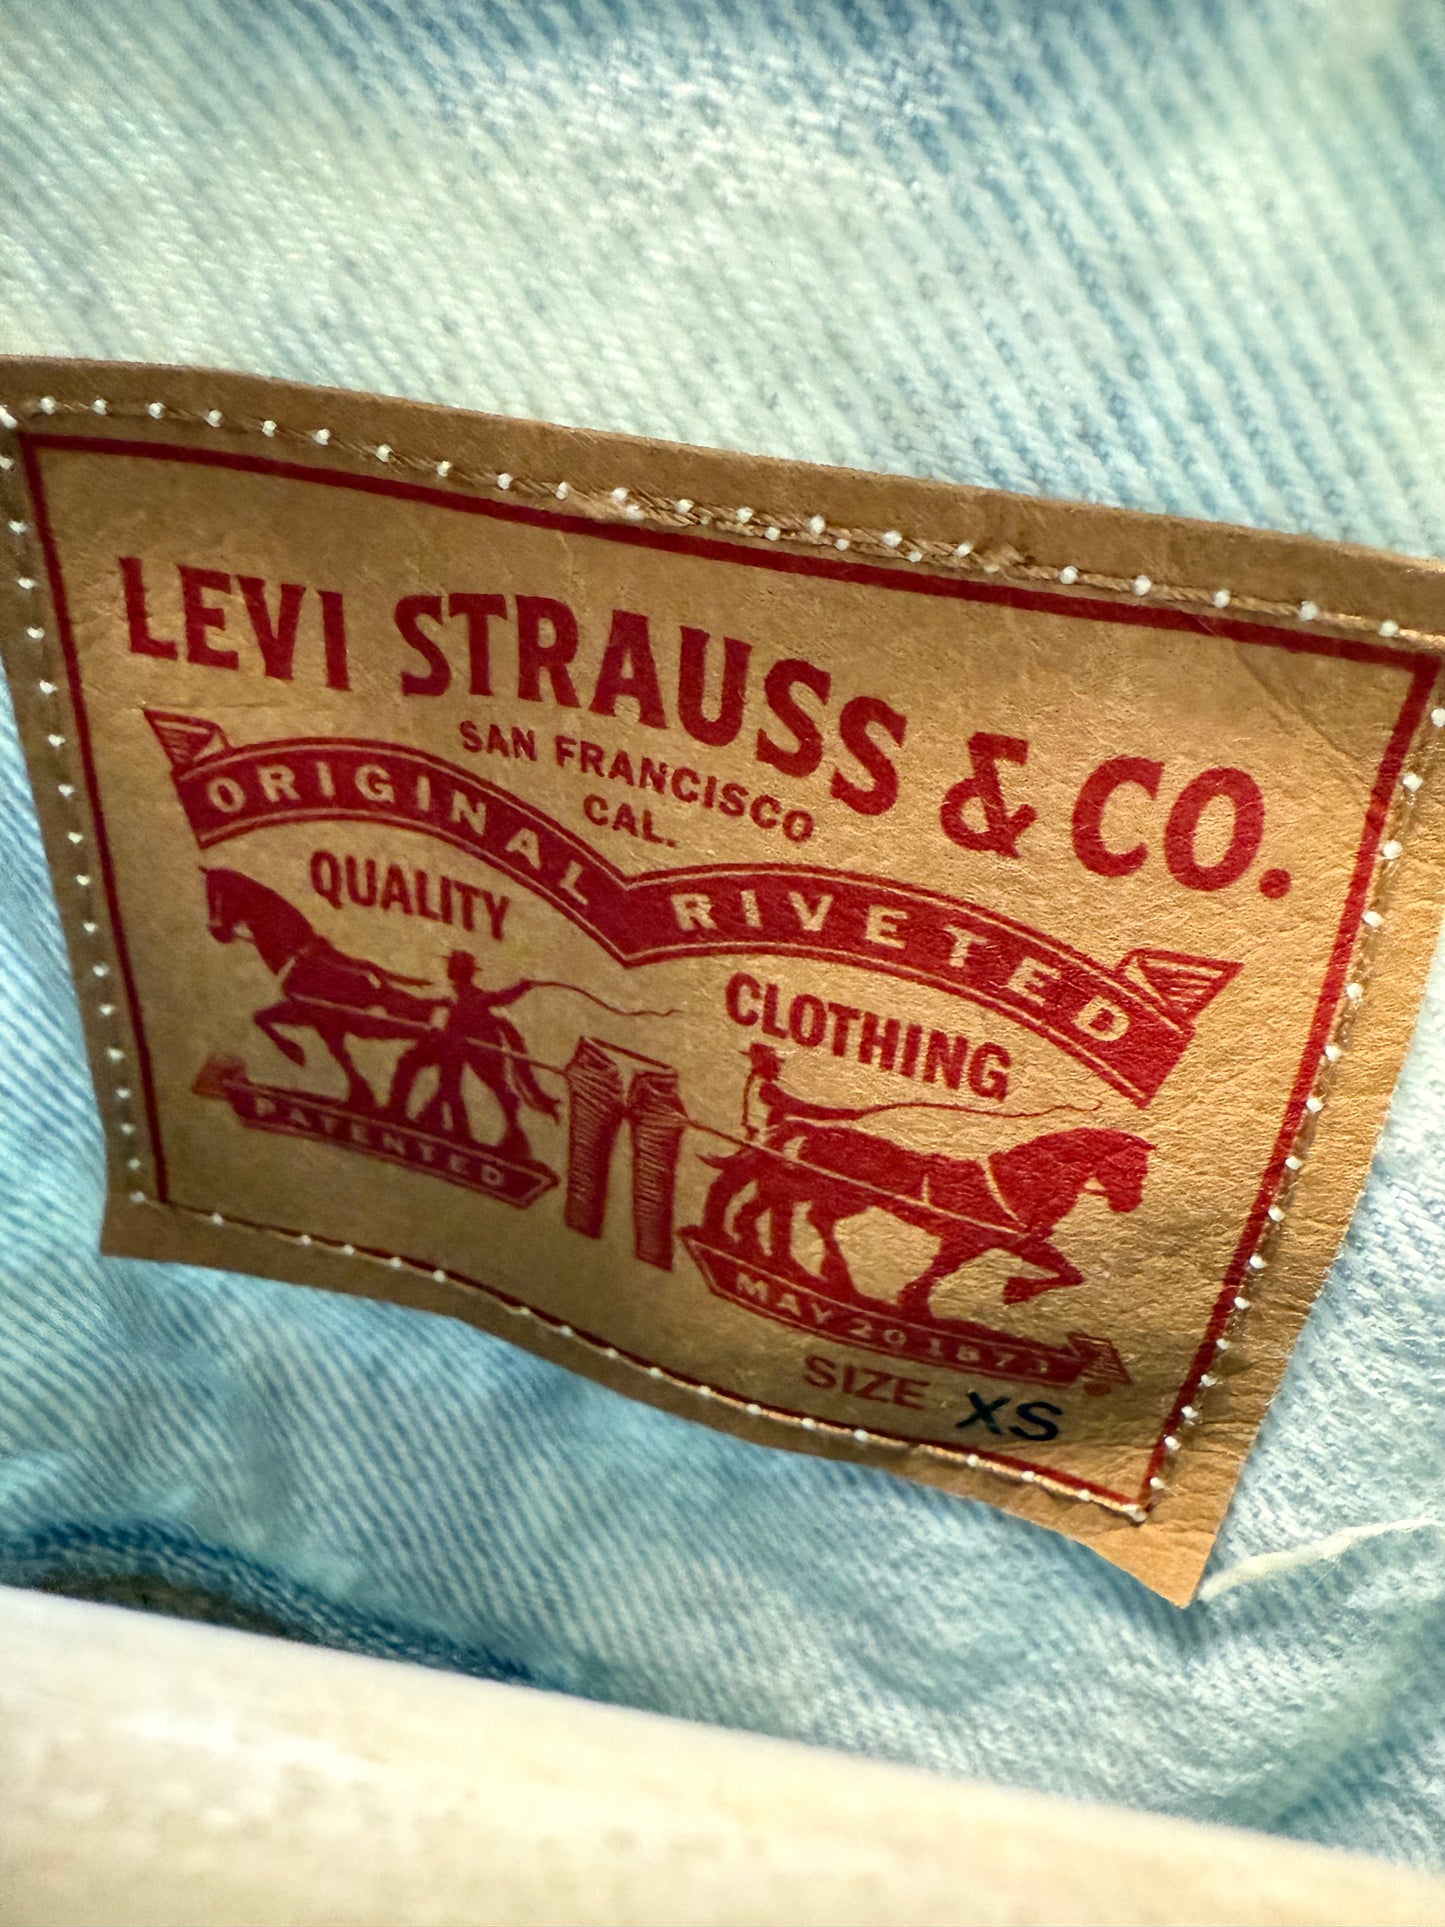 LEVI STRAUSS & CO.
SAN FRANCISCO
CAL.
ORIGINAL RIVETED
QUALITY CLOTHING
PATENTED
MAY 20 1873
SIZE XS